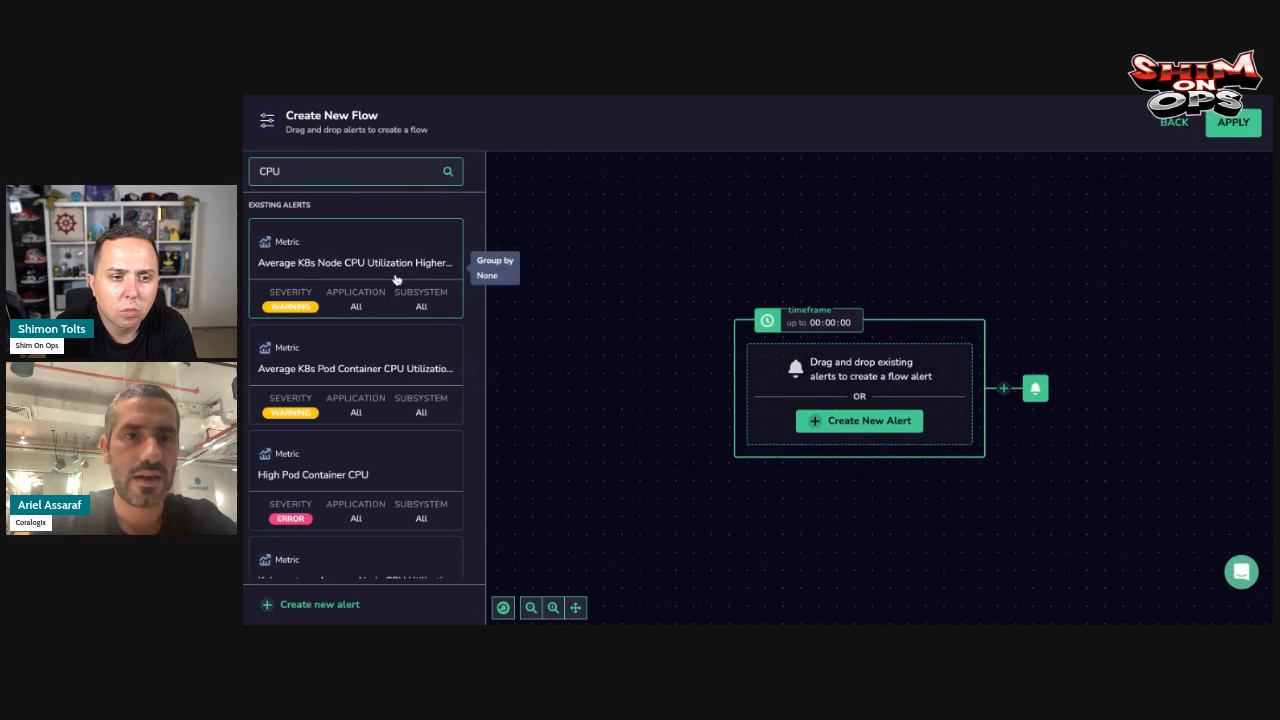 SHIM
ON
OPS
Create New Flow
Drag and drop alerts to create a flow
BACK
APPLY
CPU
EXISTING ALERTS
Metric
Average K8s Node CPU Utilization Higher...
SEVERITY APPLICATION SUBSYSTEM
WARNING All All
Group by
None
Metric
Average K8s Pod Container CPU Utilizatio...
SEVERITY APPLICATION SUBSYSTEM
WARNING All All
Metric
High Pod Container CPU
SEVERITY APPLICATION SUBSYSTEM
ERROR All All
Metric
Create new alert
timeframe
up to 00:00:00
Drag and drop existing
alerts to create a flow alert
OR
Create New Alert
Shimon Tolts
Shim On Ops
Coralogix
Ariel Assaraf
Coralogix